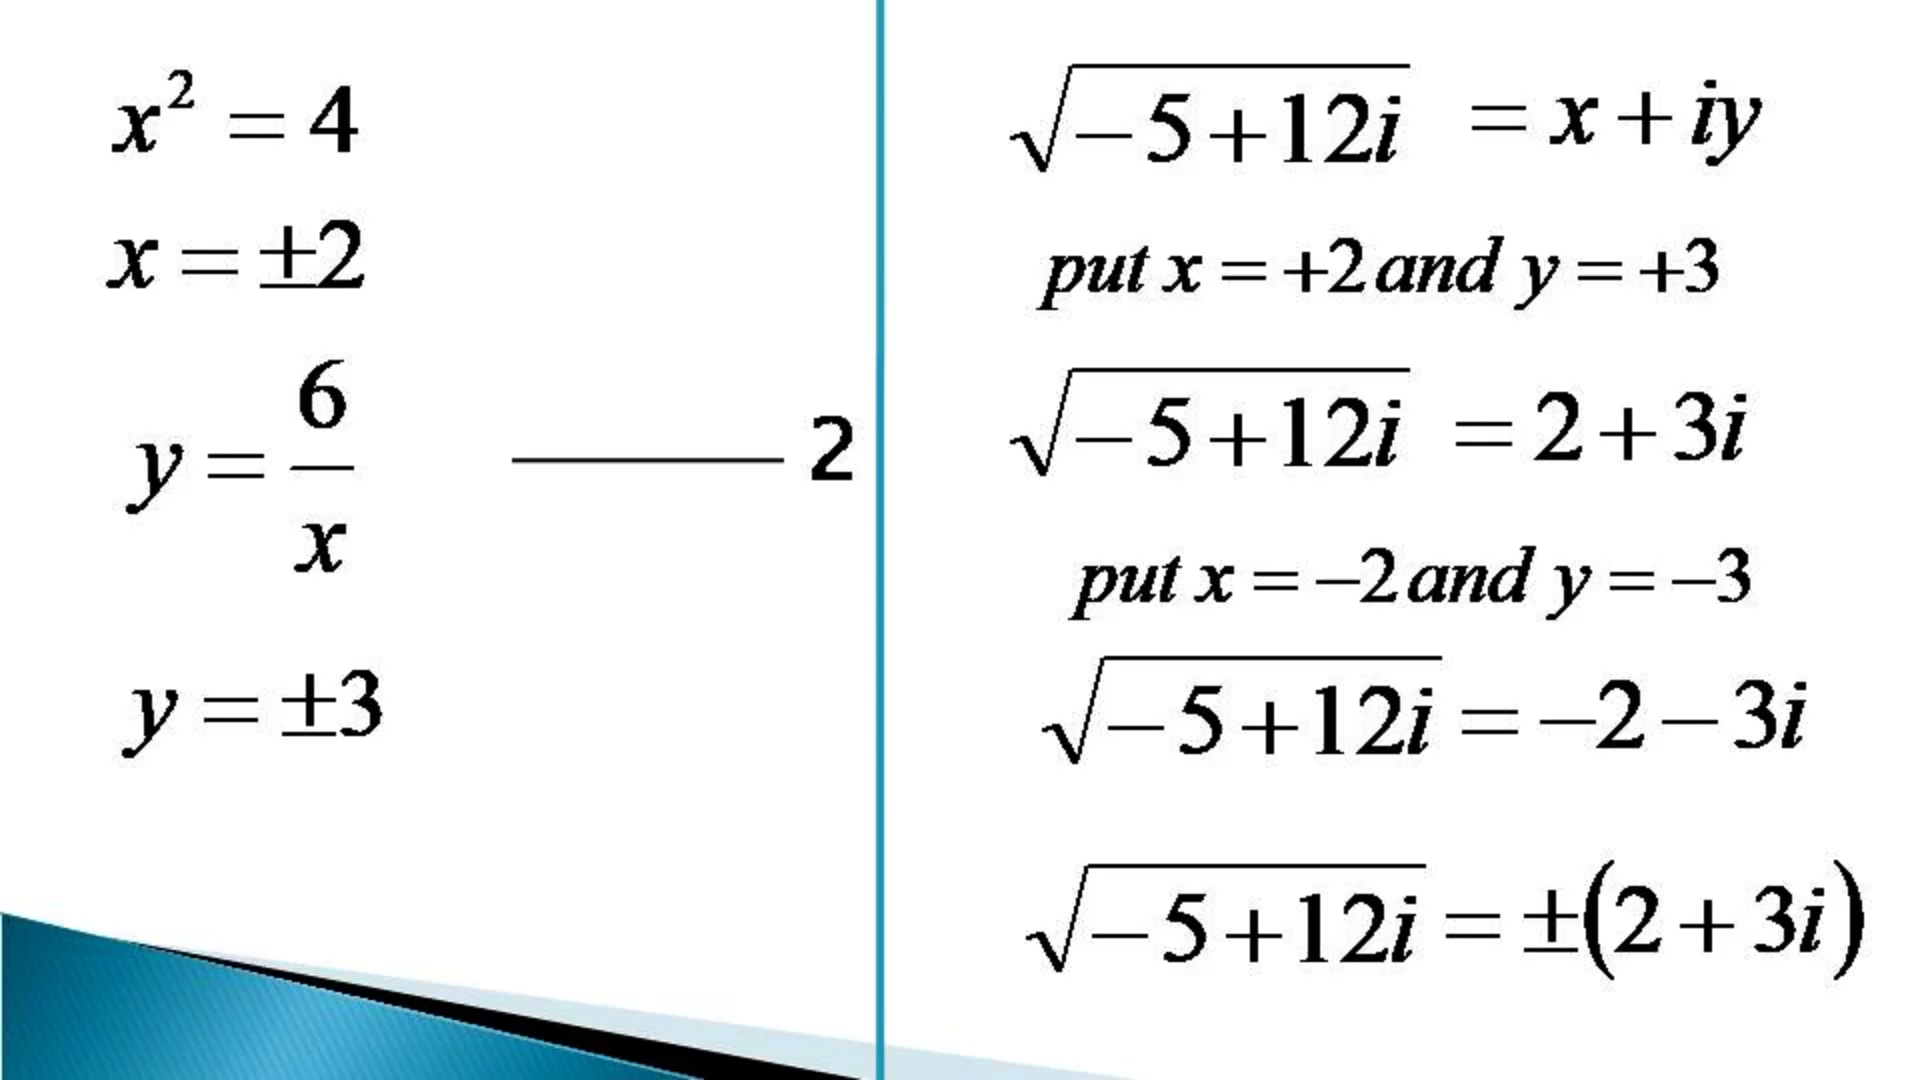 x² = 4
x = ±2
y = 6/x ——— 2
y = ±3
√(−5+12i) = x + iy
put x = +2 and y = +3
√(−5+12i) = 2 + 3i
put x = −2 and y = −3
√(−5+12i) = −2 − 3i
√(−5+12i) = ±(2 + 3i)